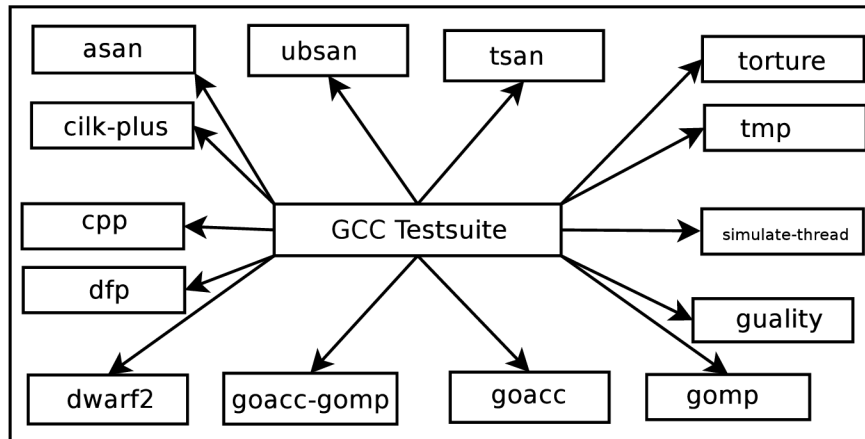 asan
ubsan
tsan
torture
cilk-plus
tmp
cpp
GCC Testsuite
simulate-thread
dfp
guality
dwarf2
goacc-gomp
goacc
gomp